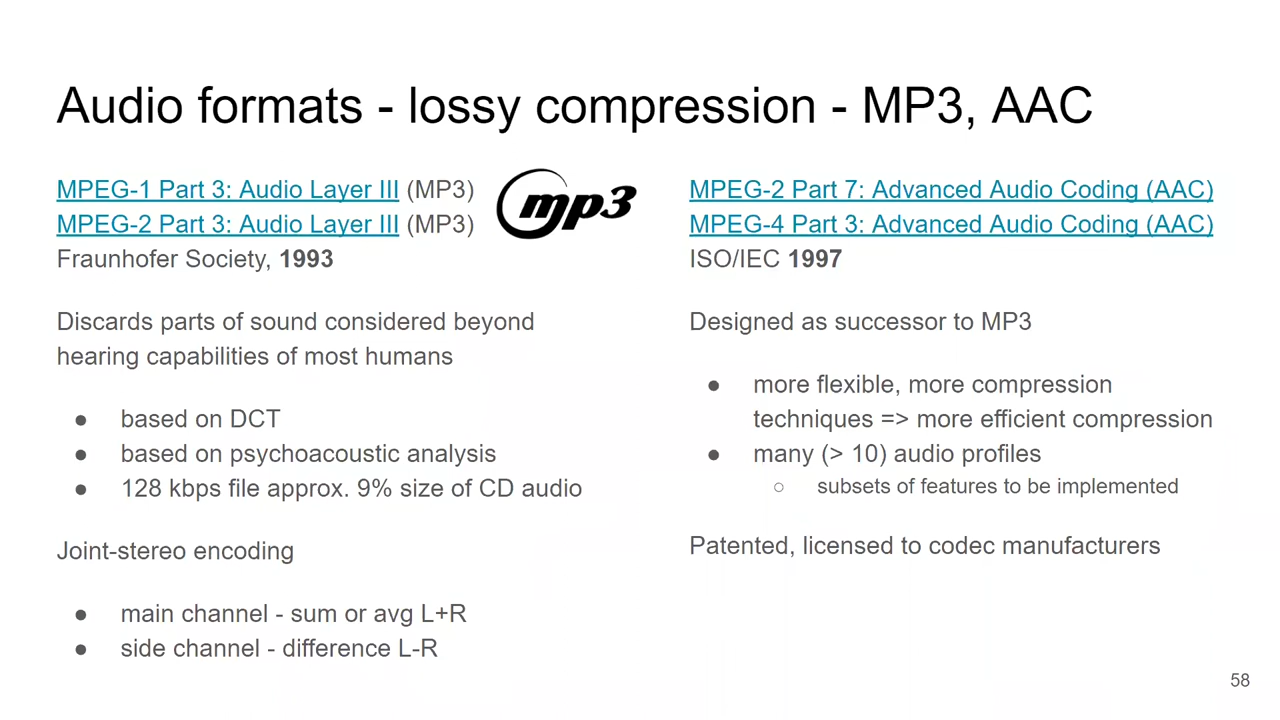 Audio formats - lossy compression - MP3, AAC
MPEG-1 Part 3: Audio Layer III (MP3)
MPEG-2 Part 3: Audio Layer III (MP3)
Fraunhofer Society, 1993
mp3
Discards parts of sound considered beyond
hearing capabilities of most humans
● based on DCT
● based on psychoacoustic analysis
● 128 kbps file approx. 9% size of CD audio
Joint-stereo encoding
● main channel - sum or avg L+R
● side channel - difference L-R
MPEG-2 Part 7: Advanced Audio Coding (AAC)
MPEG-4 Part 3: Advanced Audio Coding (AAC)
ISO/IEC 1997
Designed as successor to MP3
● more flexible, more compression
techniques => more efficient compression
● many (> 10) audio profiles
○ subsets of features to be implemented
Patented, licensed to codec manufacturers
58